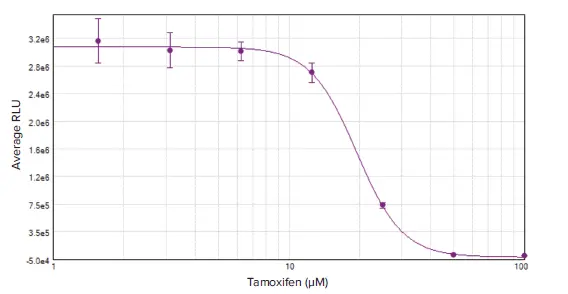 3.2e6
2.8e6
2.4e6
2.0e6
1.6e6
1.2e6
7.5e5
3.5e5
-5.0e4
Average RLU
1 10 100
Tamoxifen (µM)